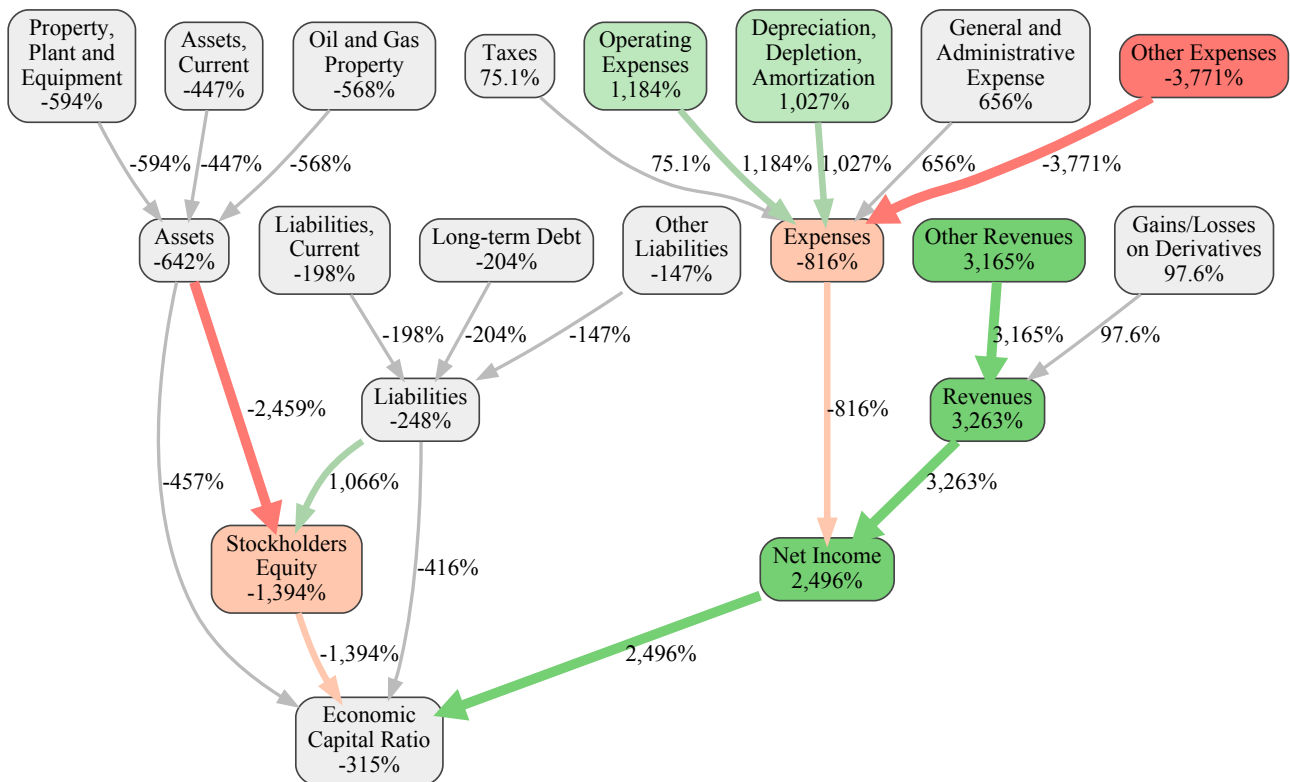 Property,
Plant and
Equipment
-594%
Assets,
Current
-447%
Oil and Gas
Property
-568%
Taxes
75.1%
Operating
Expenses
1,184%
Depreciation,
Depletion,
Amortization
1,027%
General and
Administrative
Expense
656%
Other Expenses
-3,771%
-594%
-447%
-568%
75.1%
1,184%
1,027%
656%
-3,771%
Assets
-642%
Liabilities,
Current
-198%
Long-term Debt
-204%
Other
Liabilities
-147%
Expenses
-816%
Other Revenues
3,165%
Gains/Losses
on Derivatives
97.6%
-198%
-204%
-147%
3,165%
97.6%
-2,459%
Liabilities
-248%
-816%
Revenues
3,263%
-457%
1,066%
3,263%
Stockholders
Equity
-1,394%
-416%
Net Income
2,496%
-1,394%
2,496%
Economic
Capital Ratio
-315%